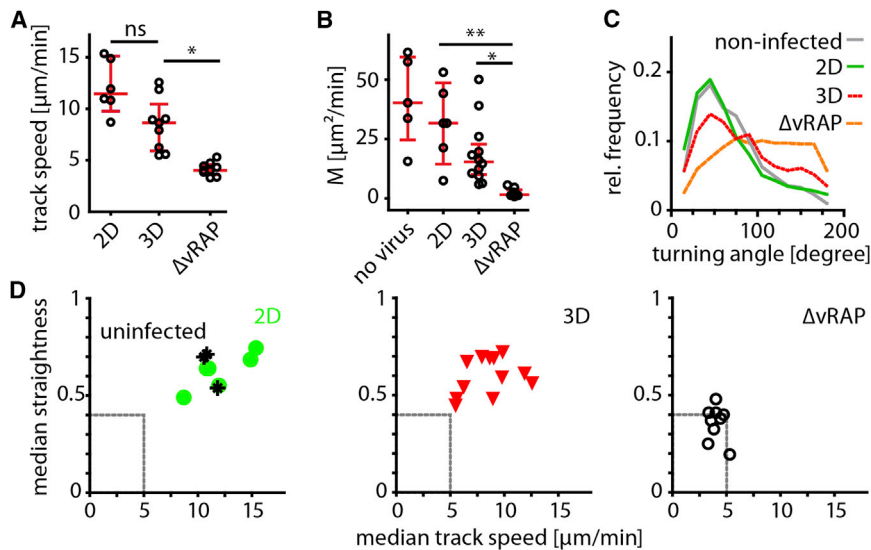 A
ns
*
track speed [µm/min]
15
10
5
0
2D
3D
ΔvRAP
B
**
*
M [µm²/min]
50
25
0
no virus
2D
3D
ΔvRAP
C
non-infected
2D
3D
ΔvRAP
rel. frequency
0.2
0.1
0
0 100 200
turning angle [degree]
D
median straightness
1
0.5
0
uninfected 2D
0 5 10 15
1
0.5
0
3D
0 5 10 15
1
0.5
0
ΔvRAP
0 5 10 15
median track speed [µm/min]